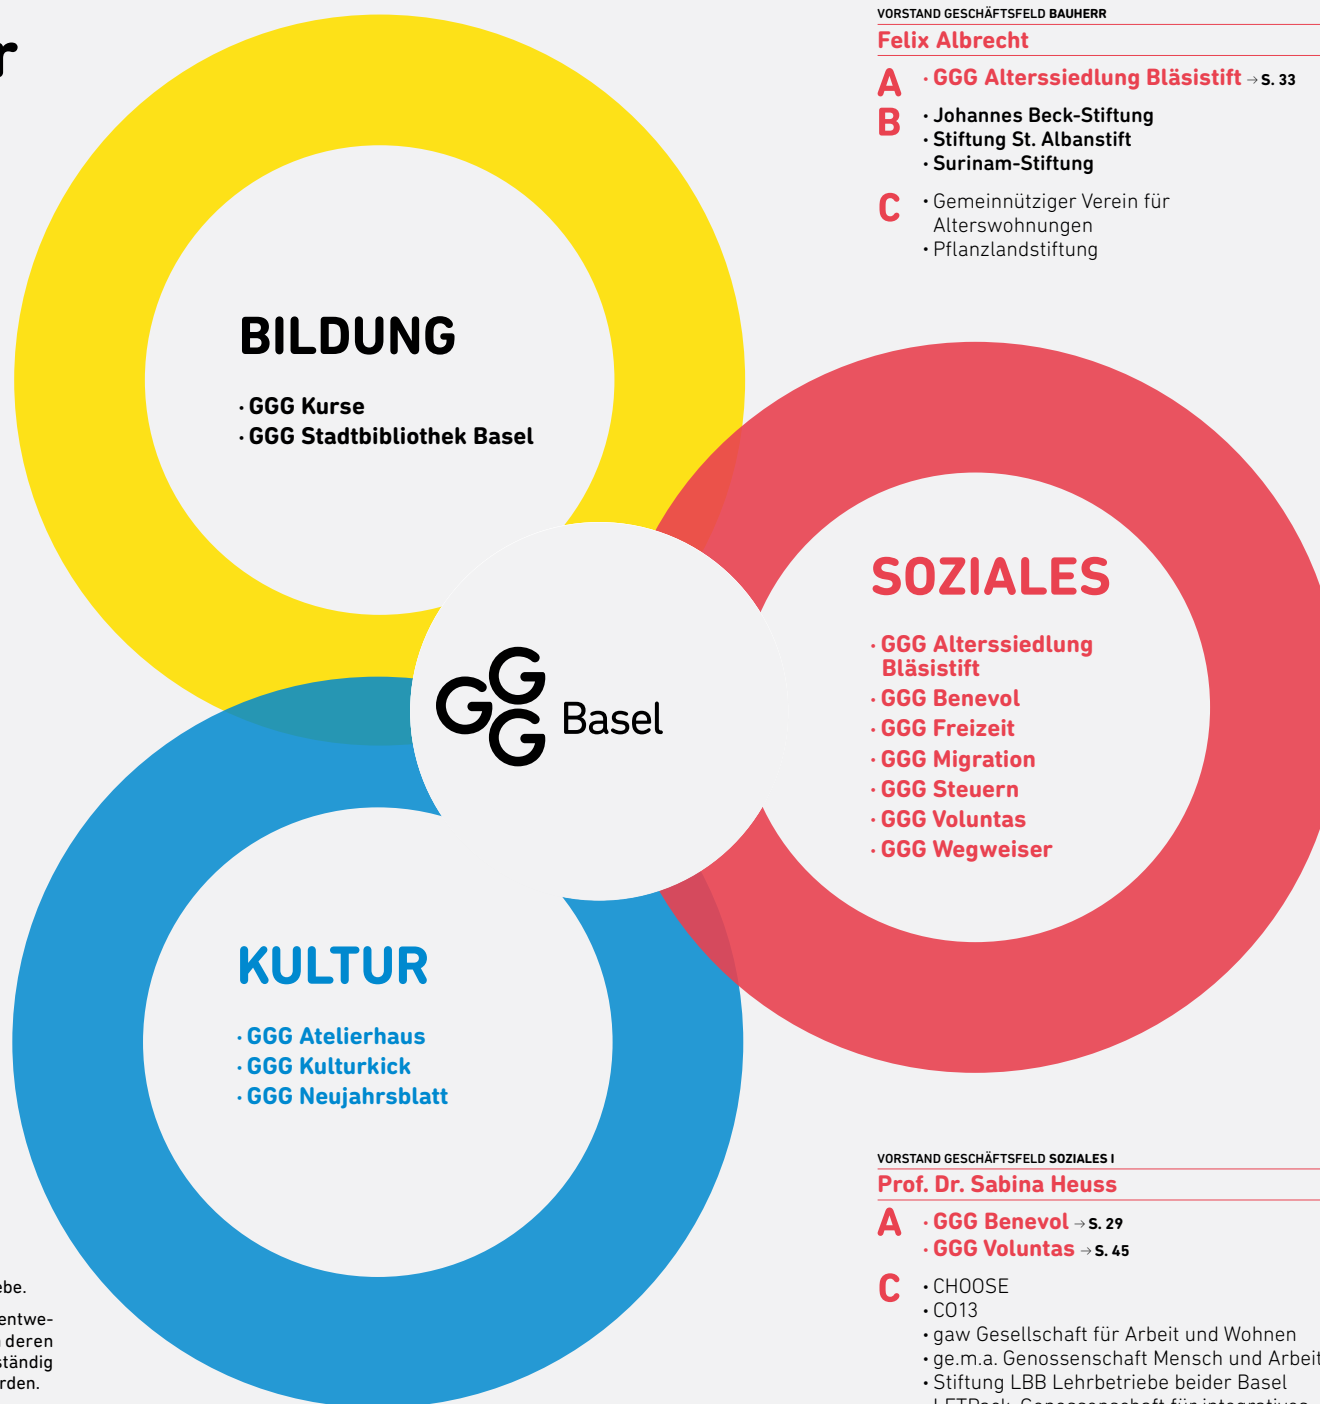 r
VORSTAND GESCHÄFTSFELD BAUHERR
Felix Albrecht
A
· GGG Alterssiedlung Bläsistift → S. 33
B
· Johannes Beck-Stiftung
· Stiftung St. Albanstift
· Surinam-Stiftung
C
· Gemeinnütziger Verein für
Alterswohnungen
· Pflanzlandstiftung
BILDUNG
· GGG Kurse
· GGG Stadtbibliothek Basel
SOZIALES
· GGG Alterssiedlung
Bläsistift
· GGG Benevol
· GGG Freizeit
· GGG Migration
· GGG Steuern
· GGG Voluntas
· GGG Wegweiser
GGG Basel
KULTUR
· GGG Atelierhaus
· GGG Kulturkick
· GGG Neujahrsblatt
VORSTAND GESCHÄFTSFELD SOZIALES I
Prof. Dr. Sabina Heuss
A
· GGG Benevol → S. 29
· GGG Voluntas → S. 45
C
· CHOOSE
· CO13
· gaw Gesellschaft für Arbeit und Wohnen
· ge.m.a. Genossenschaft Mensch und Arbeit
· Stiftung LBB Lehrbetriebe beider Basel
ebe.
entwe-
deren
ständig
rden.